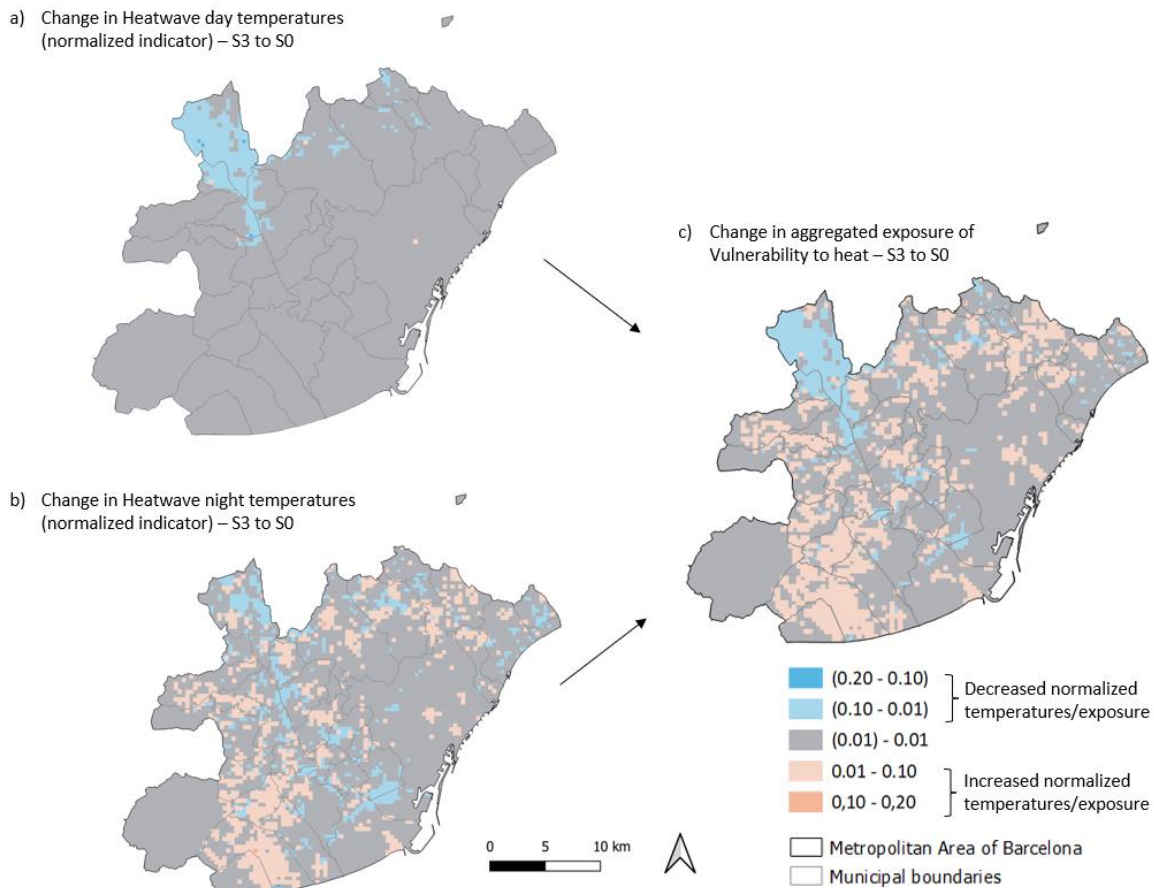 a) Change in Heatwave day temperatures
(normalized indicator) – S3 to S0
c) Change in aggregated exposure of
Vulnerability to heat – S3 to S0
b) Change in Heatwave night temperatures
(normalized indicator) – S3 to S0
(0.20 - 0.10)
(0.10 - 0.01)
Decreased normalized
temperatures/exposure
(0.01) - 0.01
0.01 - 0.10
0,10 - 0,20
Increased normalized
temperatures/exposure
0 5 10 km
Metropolitan Area of Barcelona
Municipal boundaries